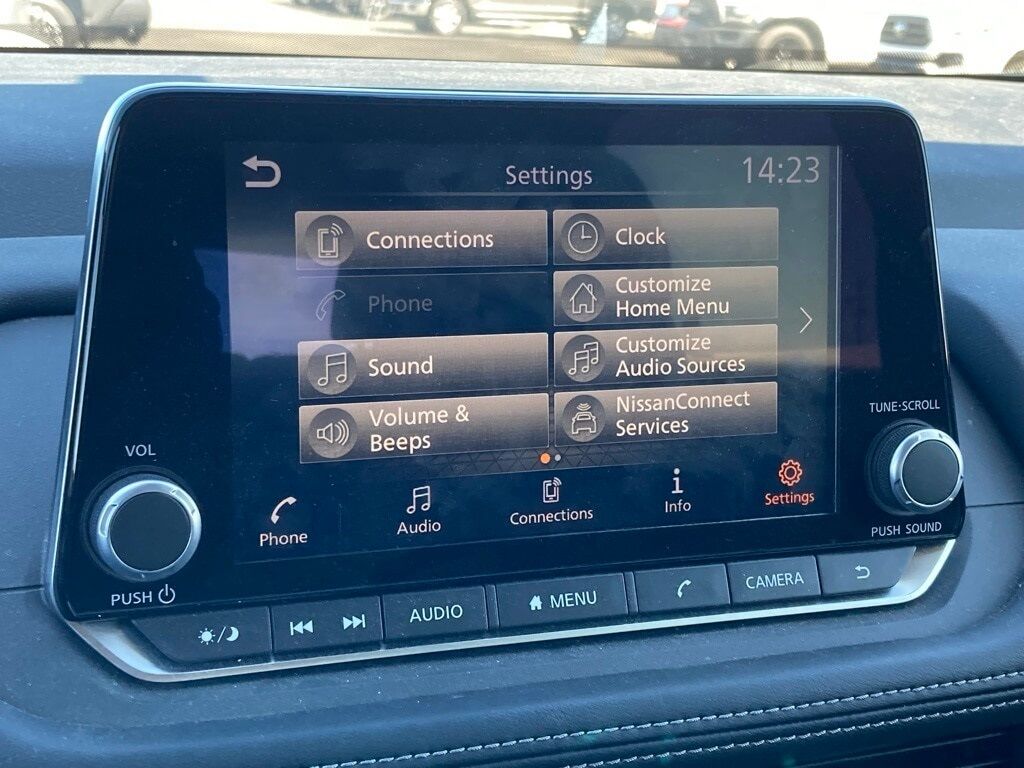 Settings
14:23
Connections
Clock
Phone
Customize
Home Menu
Sound
Customize
Audio Sources
Volume &
Beeps
NissanConnect
Services
Phone
Audio
Connections
Info
Settings
VOL
PUSH
TUNE·SCROLL
PUSH SOUND
AUDIO
MENU
CAMERA